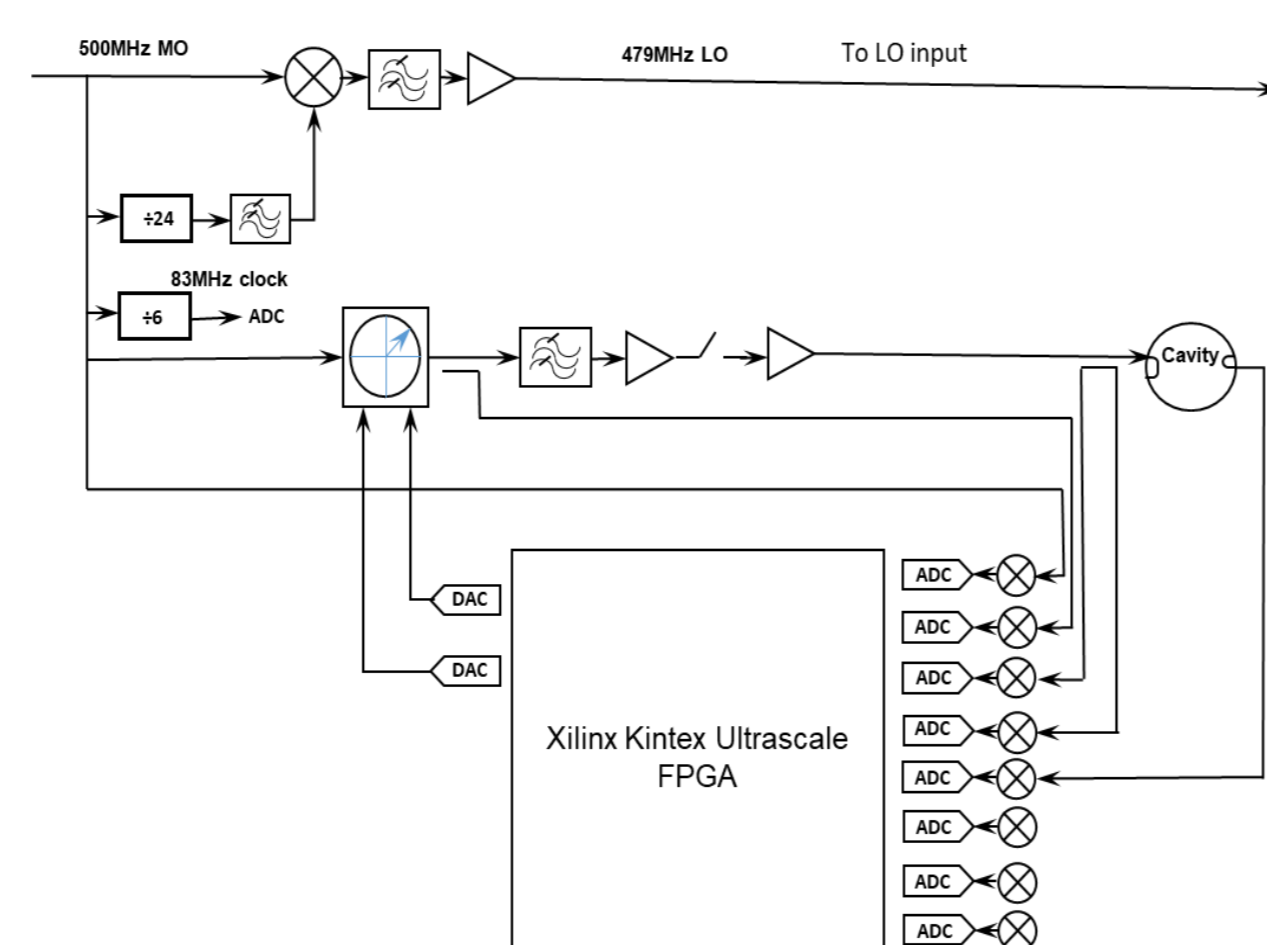 500MHz MO
479MHz LO
To LO input
÷24
83MHz clock
÷6
ADC
Cavity
DAC
DAC
Xilinx Kintex Ultrascale
FPGA
ADC
ADC
ADC
ADC
ADC
ADC
ADC
ADC